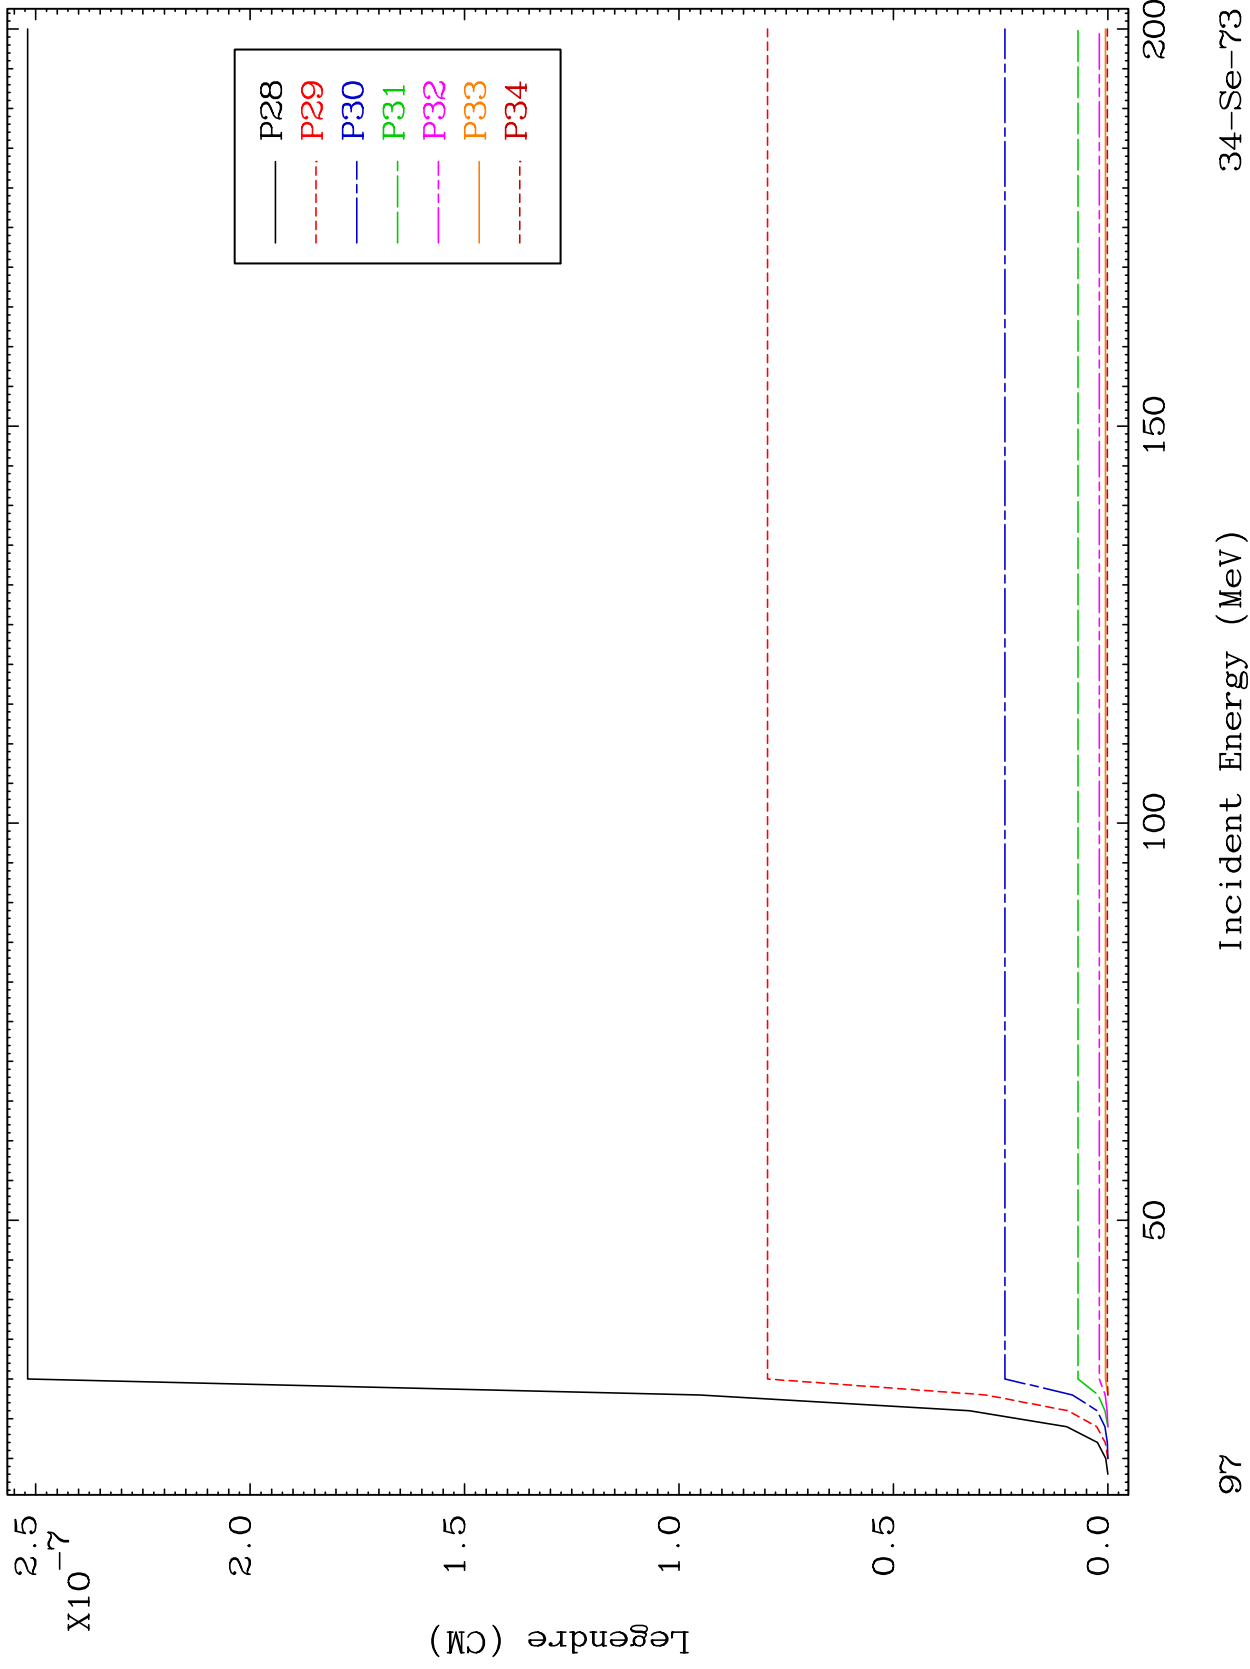 2.5
X10
-7
2.0
1.5
1.0
0.5
0.0
Legendre (CM)
P28
P29
P30
P31
P32
P33
P34
50
100
150
200
Incident Energy (MeV)
97
34-Se-73